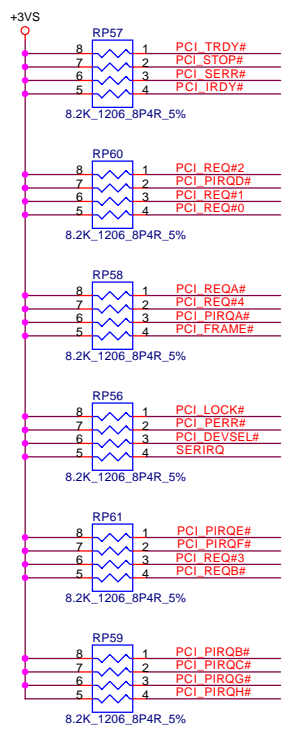 +3VS
RP57
8 1 PCI_TRDY#
7 2 PCI_STOP#
6 3 PCI_SERR#
5 4 PCI_IRDY#
8.2K_1206_8P4R_5%
RP60
8 1 PCI_REQ#2
7 2 PCI_PIRQD#
6 3 PCI_REQ#1
5 4 PCI_REQ#0
8.2K_1206_8P4R_5%
RP58
8 1 PCI_REQA#
7 2 PCI_REQ#4
6 3 PCI_PIRQA#
5 4 PCI_FRAME#
8.2K_1206_8P4R_5%
RP56
8 1 PCI_LOCK#
7 2 PCI_PERR#
6 3 PCI_DEVSEL#
5 4 SERIRQ
8.2K_1206_8P4R_5%
RP61
8 1 PCI_PIRQE#
7 2 PCI_PIRQF#
6 3 PCI_REQ#3
5 4 PCI_REQB#
8.2K_1206_8P4R_5%
RP59
8 1 PCI_PIRQB#
7 2 PCI_PIRQC#
6 3 PCI_PIRQG#
5 4 PCI_PIRQH#
8.2K_1206_8P4R_5%